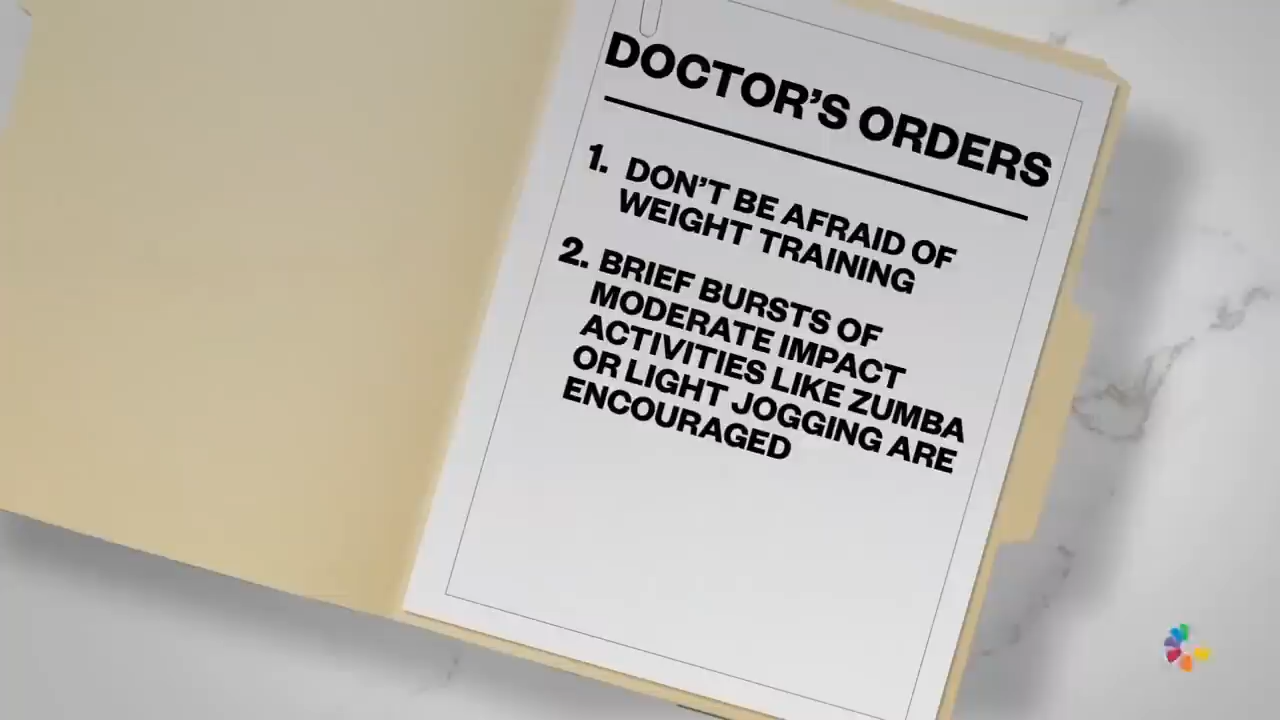 DOCTOR'S ORDERS
1. DON'T BE AFRAID OF
WEIGHT TRAINING
2. BRIEF BURSTS OF
MODERATE IMPACT
ACTIVITIES LIKE ZUMBA
OR LIGHT JOGGING ARE
ENCOURAGED